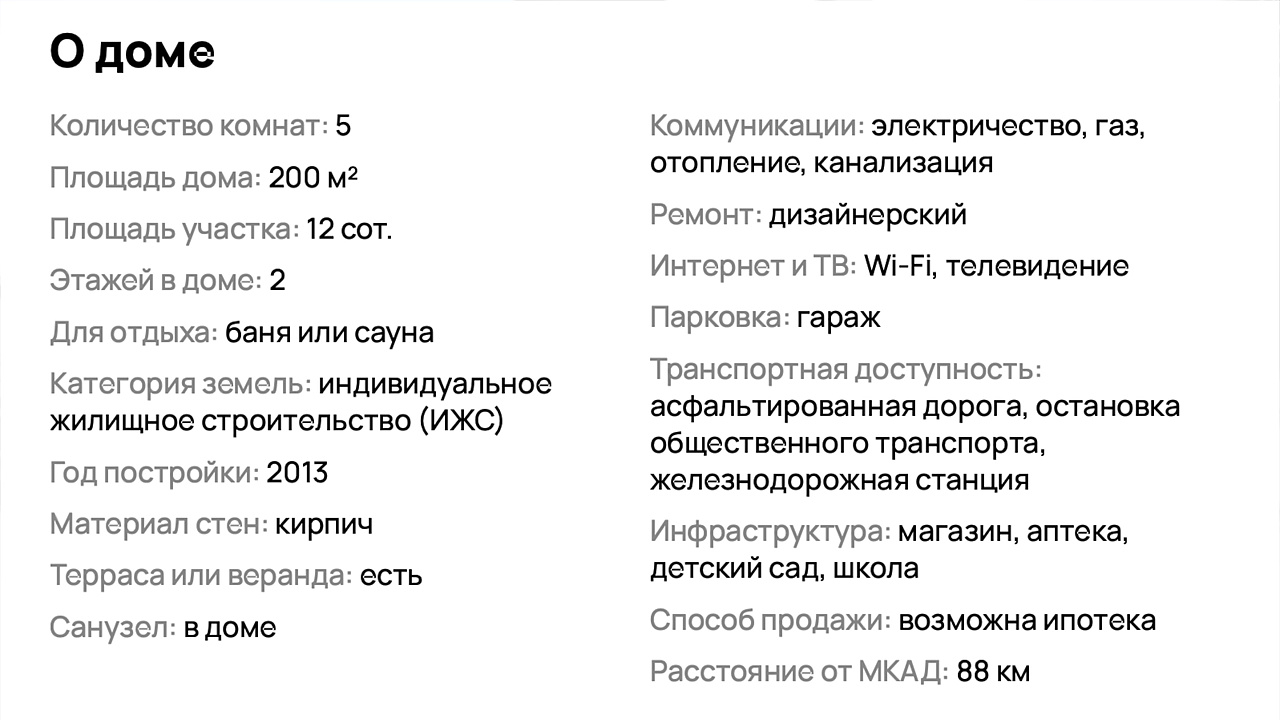 О доме
Количество комнат: 5
Площадь дома: 200 м²
Площадь участка: 12 сот.
Этажей в доме: 2
Для отдыха: баня или сауна
Категория земель: индивидуальное
жилищное строительство (ИЖС)
Год постройки: 2013
Материал стен: кирпич
Терраса или веранда: есть
Санузел: в доме
Коммуникации: электричество, газ,
отопление, канализация
Ремонт: дизайнерский
Интернет и ТВ: Wi-Fi, телевидение
Парковка: гараж
Транспортная доступность:
асфальтированная дорога, остановка
общественного транспорта,
железнодорожная станция
Инфраструктура: магазин, аптека,
детский сад, школа
Способ продажи: возможна ипотека
Расстояние от МКАД: 88 км